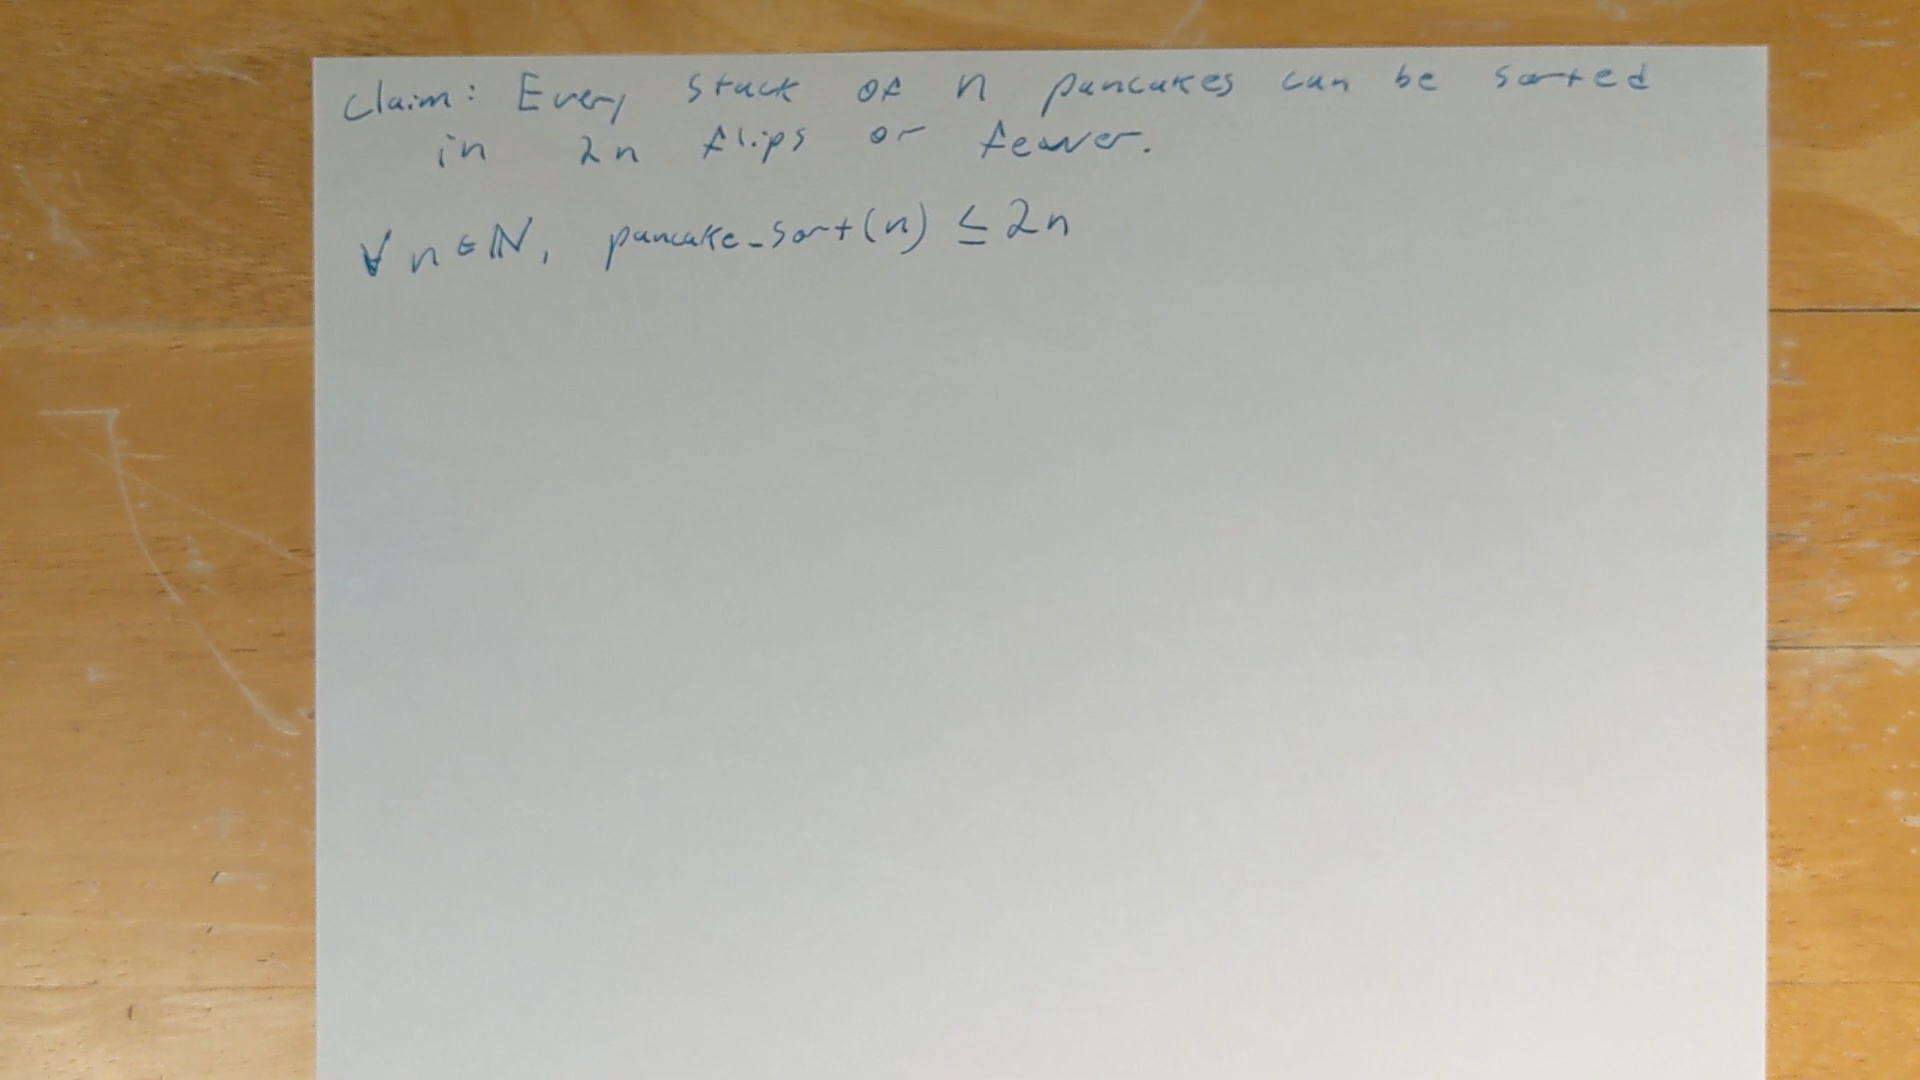 Claim: Every stack of n pancakes can be sorted
in 2n flips or fewer.
∀ n ∈ ℕ, pancake_sort(n) ≤ 2n